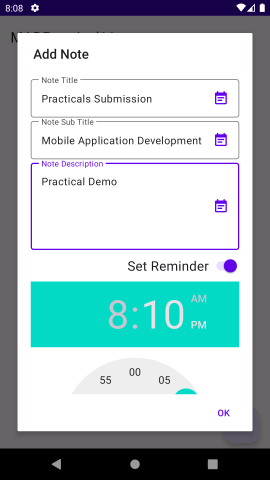 8:08
Add Note
Note Title
Practicals Submission
Note Sub Title
Mobile Application Development
Note Description
Practical Demo
Set Reminder
8:10
AM
PM
55
00
05
OK